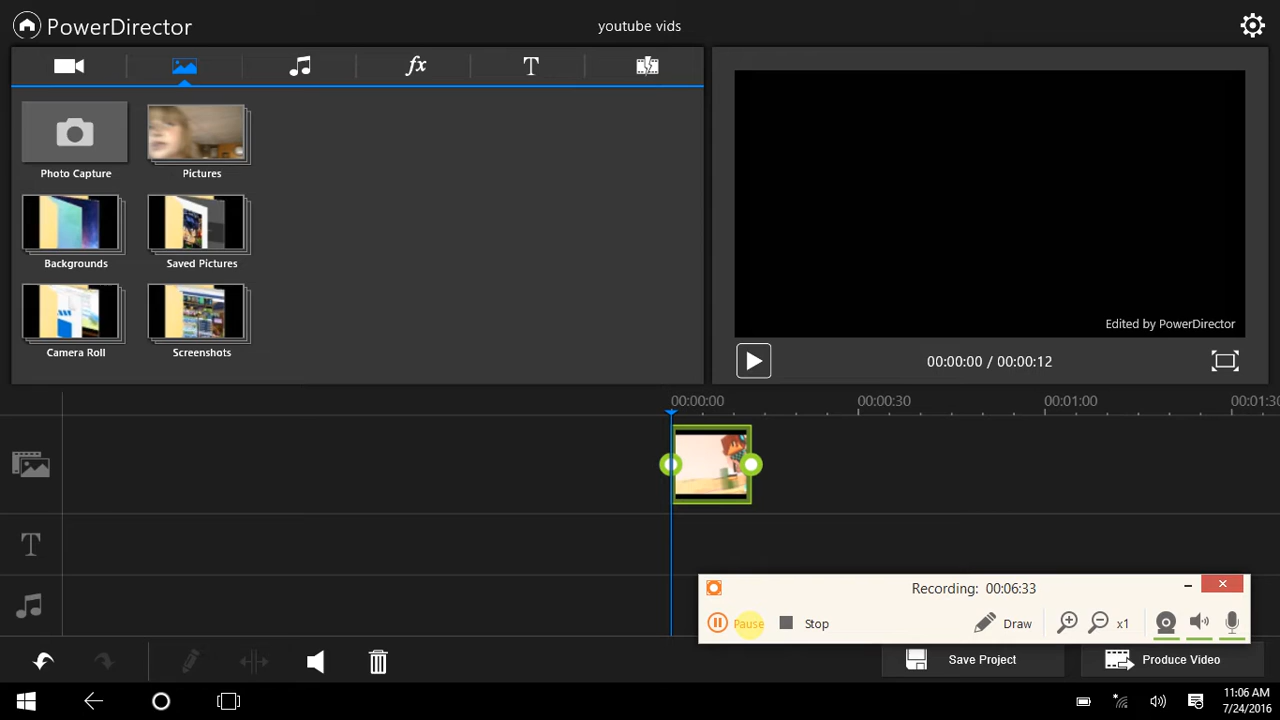 PowerDirector
youtube vids
fx
T
Photo Capture
Pictures
Backgrounds
Saved Pictures
Camera Roll
Screenshots
Edited by PowerDirector
00:00:00 / 00:00:12
00:00:00
00:00:30
00:01:00
00:01:30
T
Recording: 00:06:33
Pause
Stop
Draw
x1
Save Project
Produce Video
11:06 AM
7/24/2016